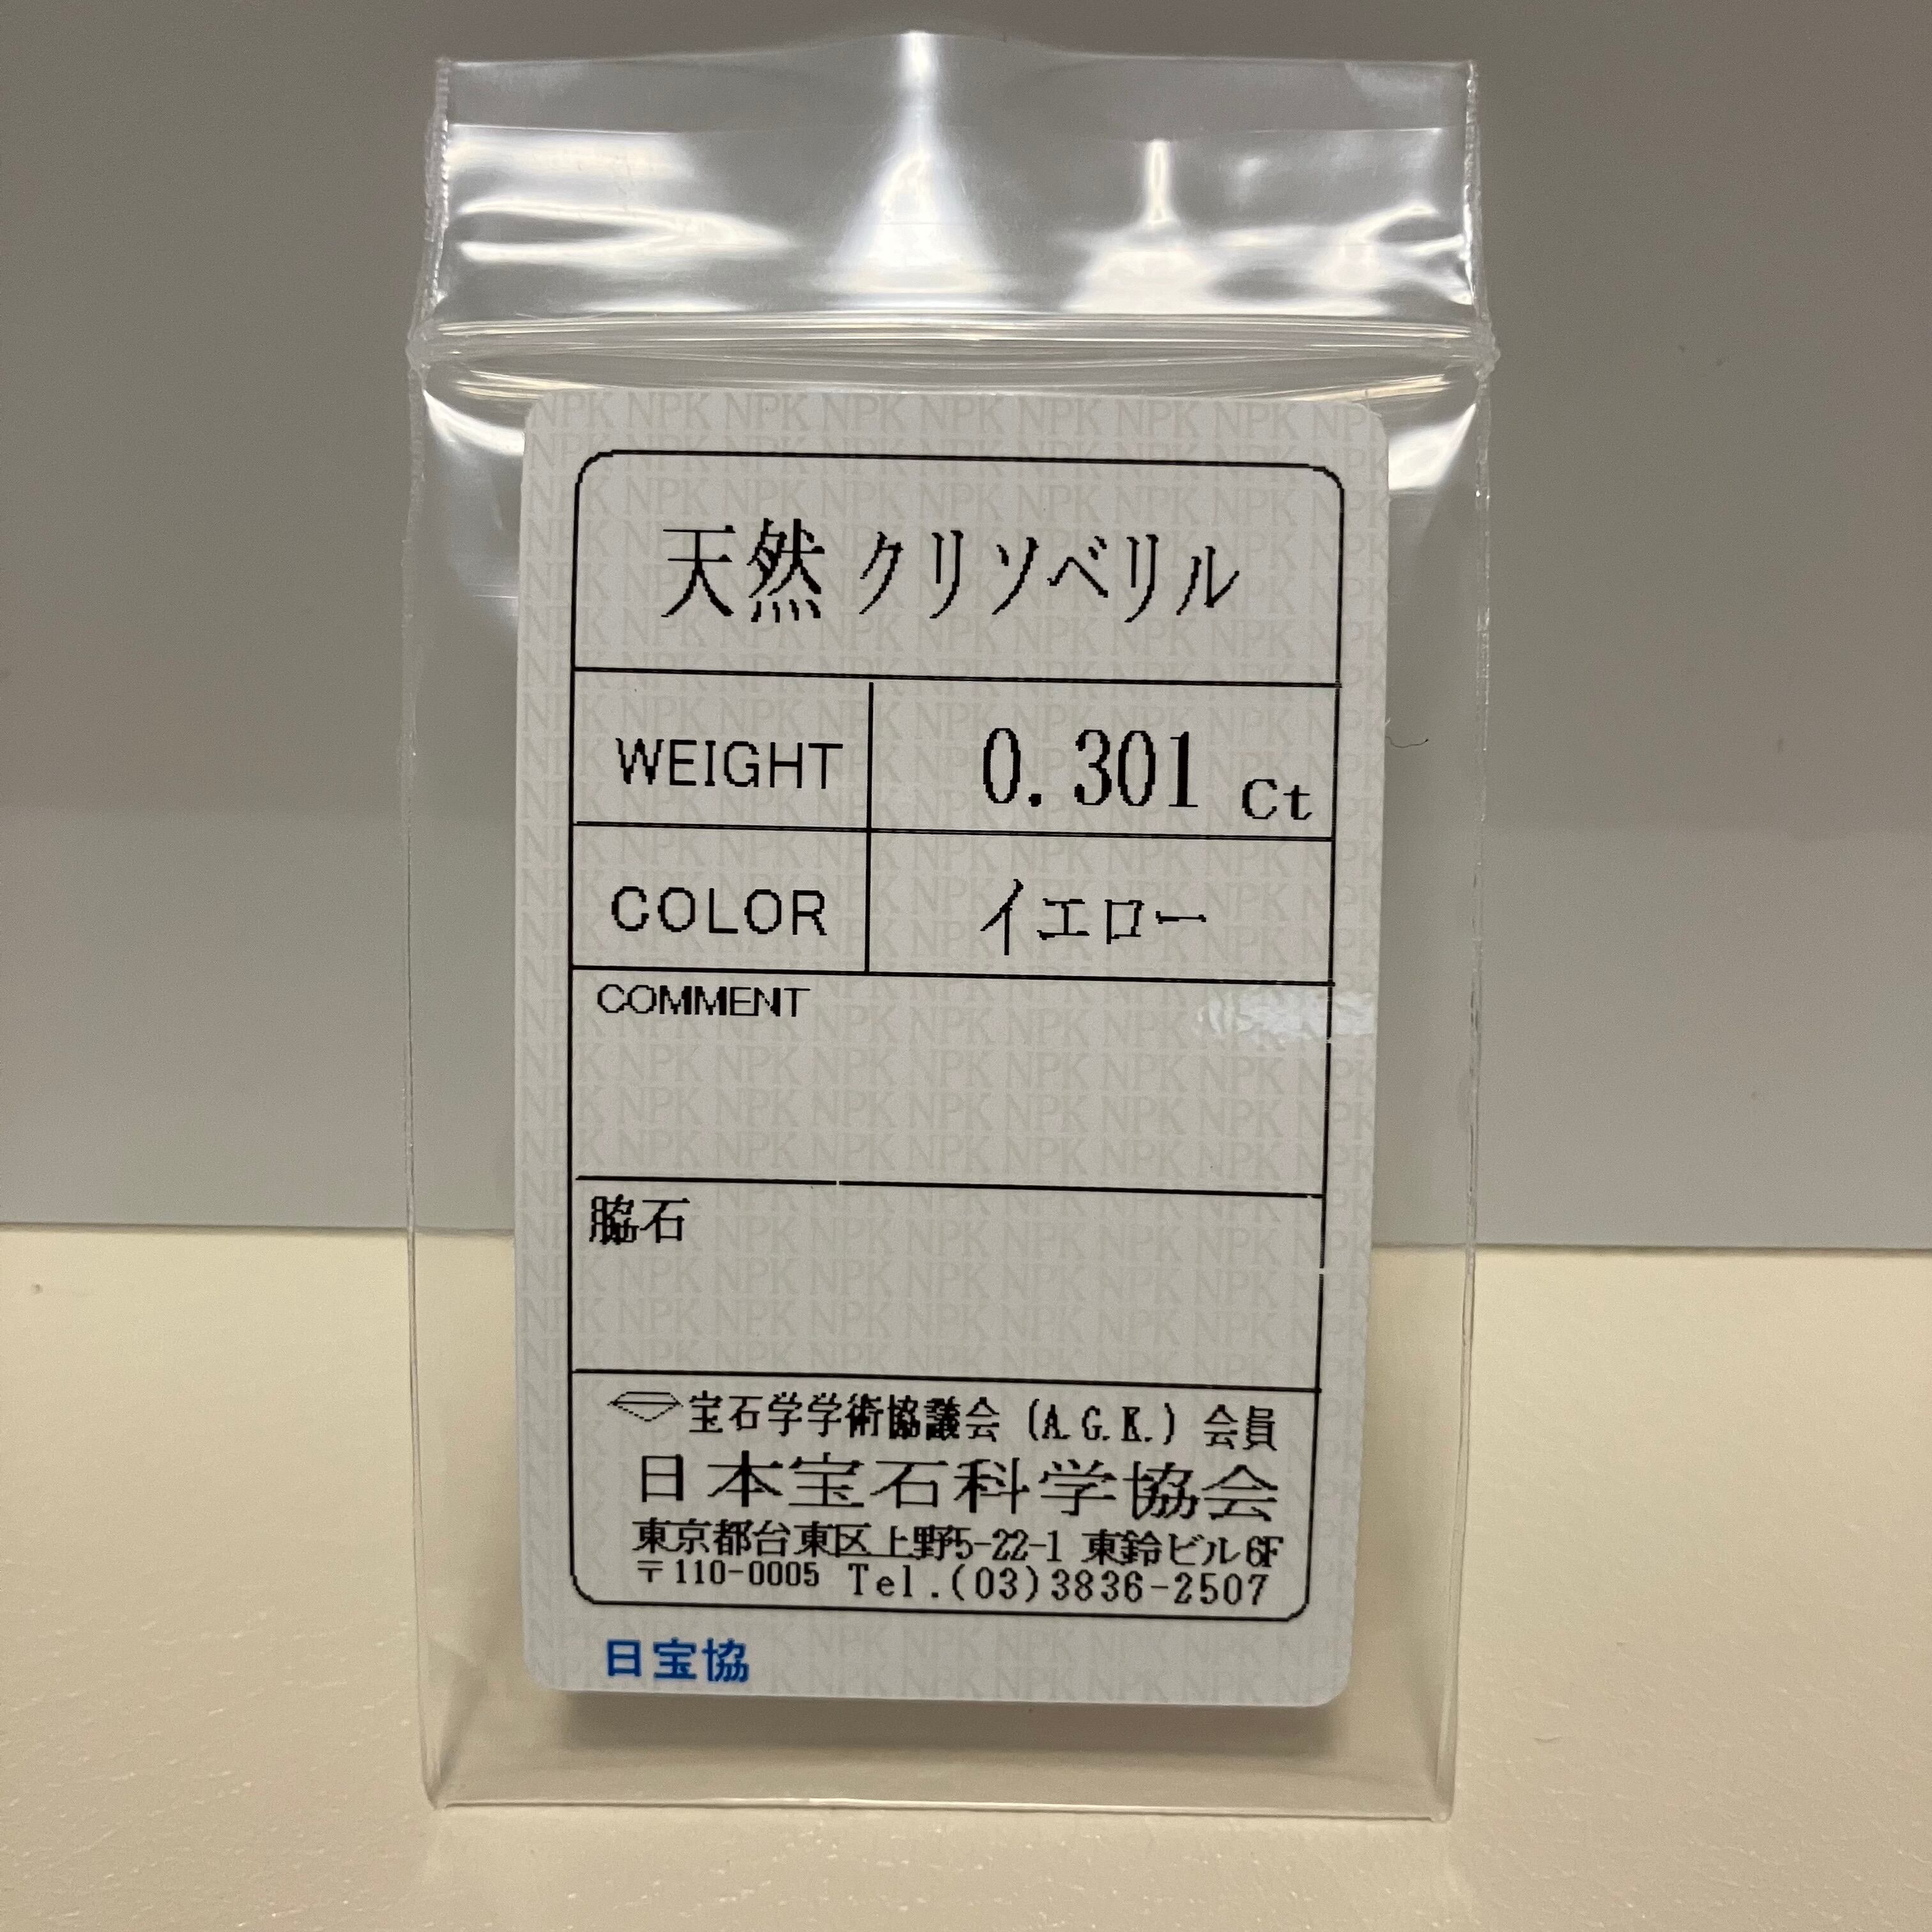 天然 クリソベリル
WEIGHT 0.301 Ct
COLOR イエロー
COMMENT
脇石
宝石学学術協議会 (A.G.K.) 会員
日本宝石科学協会
東京都台東区上野5-22-1 東鈴ビル6F
〒110-0005 Tel.(03)3836-2507
日宝協